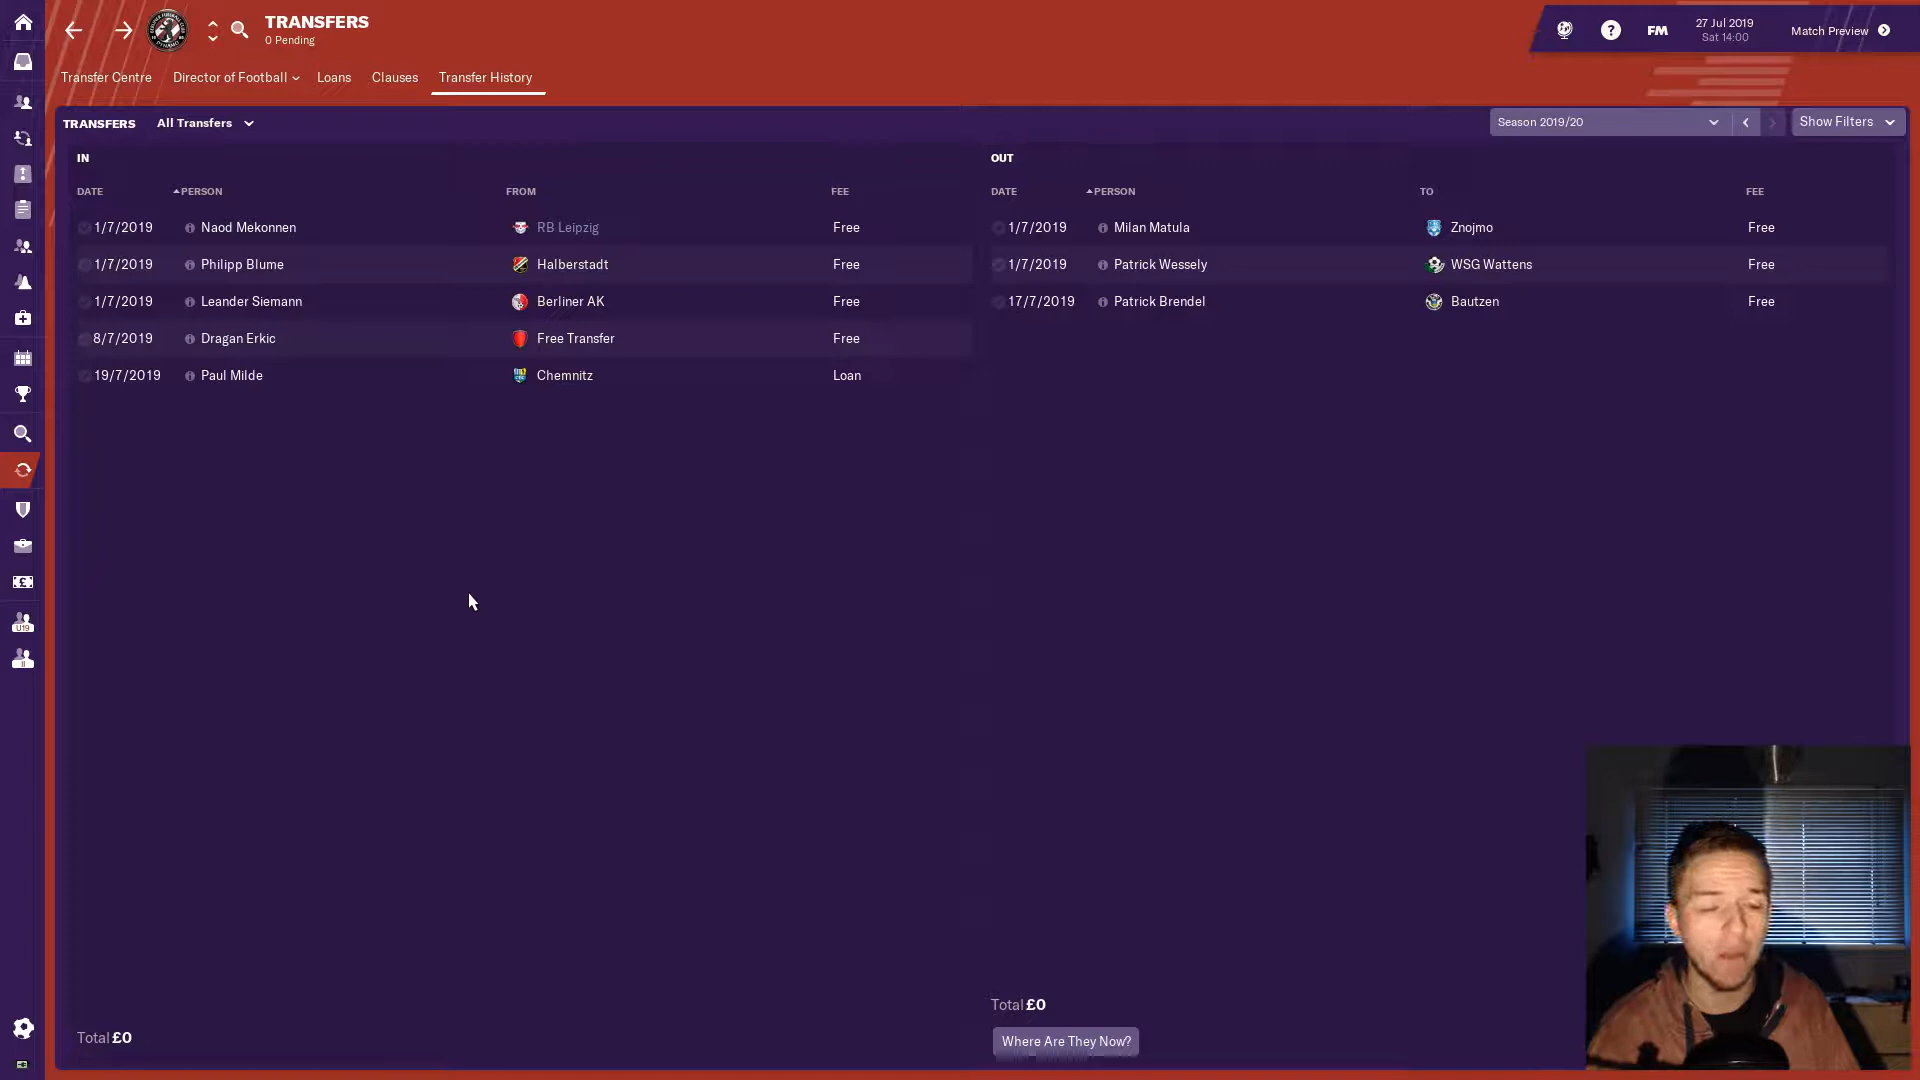 TRANSFERS
0 Pending
FM
27 Jul 2019
Sat 14:00
Match Preview
Transfer Centre Director of Football Loans Clauses Transfer History
TRANSFERS All Transfers
Season 2019/20
Show Filters
IN
DATE PERSON FROM FEE
1/7/2019 Naod Mekonnen RB Leipzig Free
1/7/2019 Philipp Blume Halberstadt Free
1/7/2019 Leander Siemann Berliner AK Free
8/7/2019 Dragan Erkic Free Transfer Free
19/7/2019 Paul Milde Chemnitz Loan
Total £0
OUT
DATE PERSON TO FEE
1/7/2019 Milan Matula Znojmo Free
1/7/2019 Patrick Wessely WSG Wattens Free
17/7/2019 Patrick Brendel Bautzen Free
Total £0
Where Are They Now?
U19
II